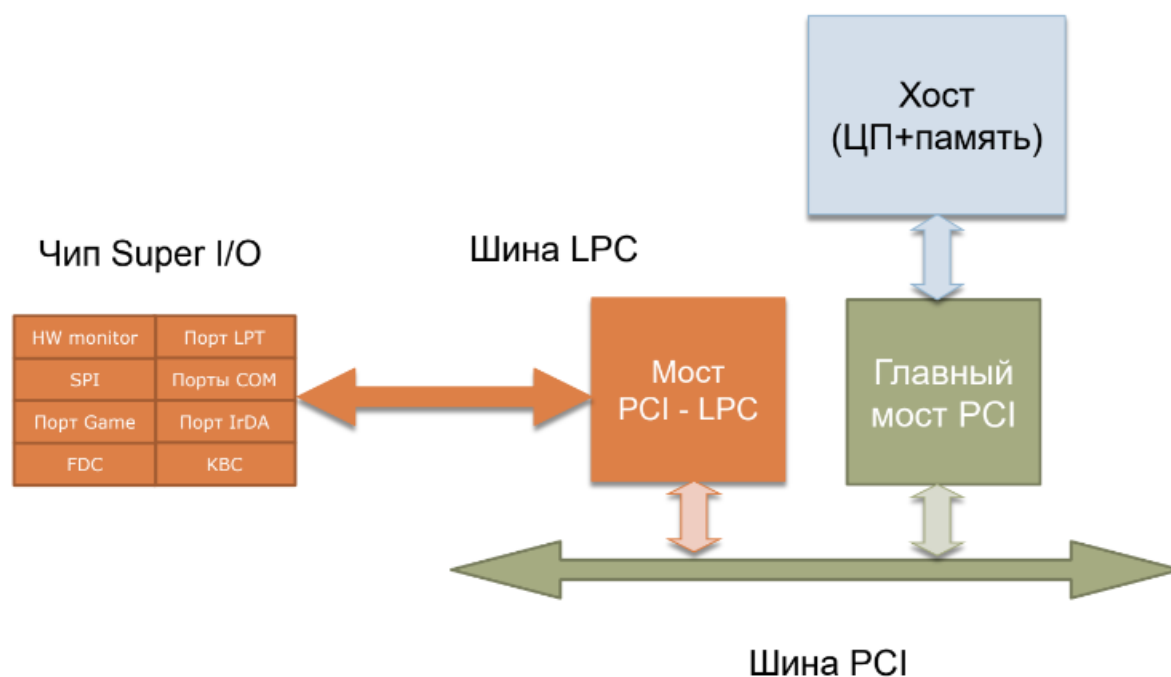 Хост
(ЦП+память)
Чип Super I/O
Шина LPC
HW monitor
Порт LPT
SPI
Порты COM
Порт Game
Порт IrDA
FDC
KBC
Мост
PCI - LPC
Главный
мост PCI
Шина PCI